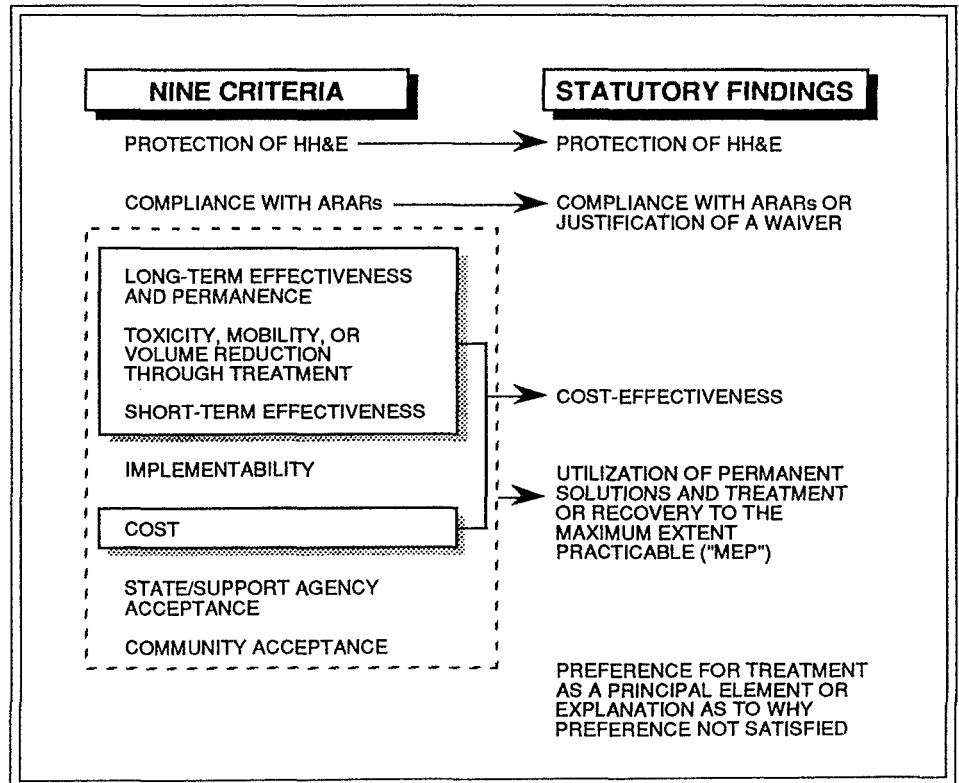 NINE CRITERIA
PROTECTION OF HH&E
COMPLIANCE WITH ARARs
LONG-TERM EFFECTIVENESS
AND PERMANENCE
TOXICITY, MOBILITY, OR
VOLUME REDUCTION
THROUGH TREATMENT
SHORT-TERM EFFECTIVENESS
IMPLEMENTABILITY
COST
STATE/SUPPORT AGENCY
ACCEPTANCE
COMMUNITY ACCEPTANCE
STATUTORY FINDINGS
PROTECTION OF HH&E
COMPLIANCE WITH ARARs OR
JUSTIFICATION OF A WAIVER
COST-EFFECTIVENESS
UTILIZATION OF PERMANENT
SOLUTIONS AND TREATMENT
OR RECOVERY TO THE
MAXIMUM EXTENT
PRACTICABLE ("MEP")
PREFERENCE FOR TREATMENT
AS A PRINCIPAL ELEMENT OR
EXPLANATION AS TO WHY
PREFERENCE NOT SATISFIED